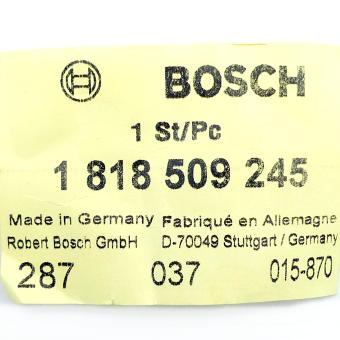 BOSCH
1 St/Pc
1 818 509 245
Made in Germany Fabriqué en Allemagne
Robert Bosch GmbH D-70049 Stuttgart / Germany
287 037 015-870